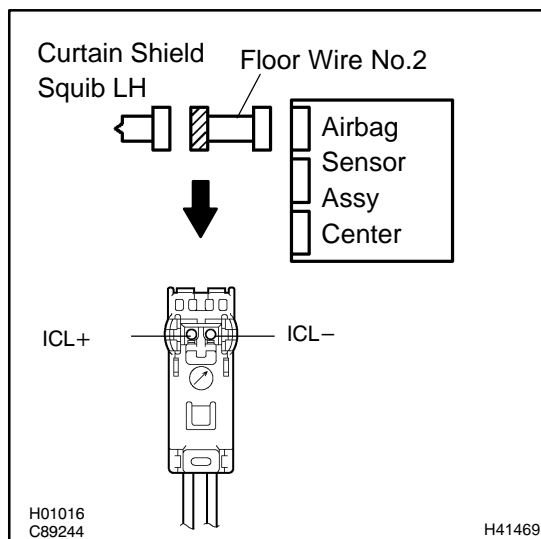 Curtain Shield
Squib LH
Floor Wire No.2
Airbag
Sensor
Assy
Center
ICL+
ICL−
H01016
C89244
H41469